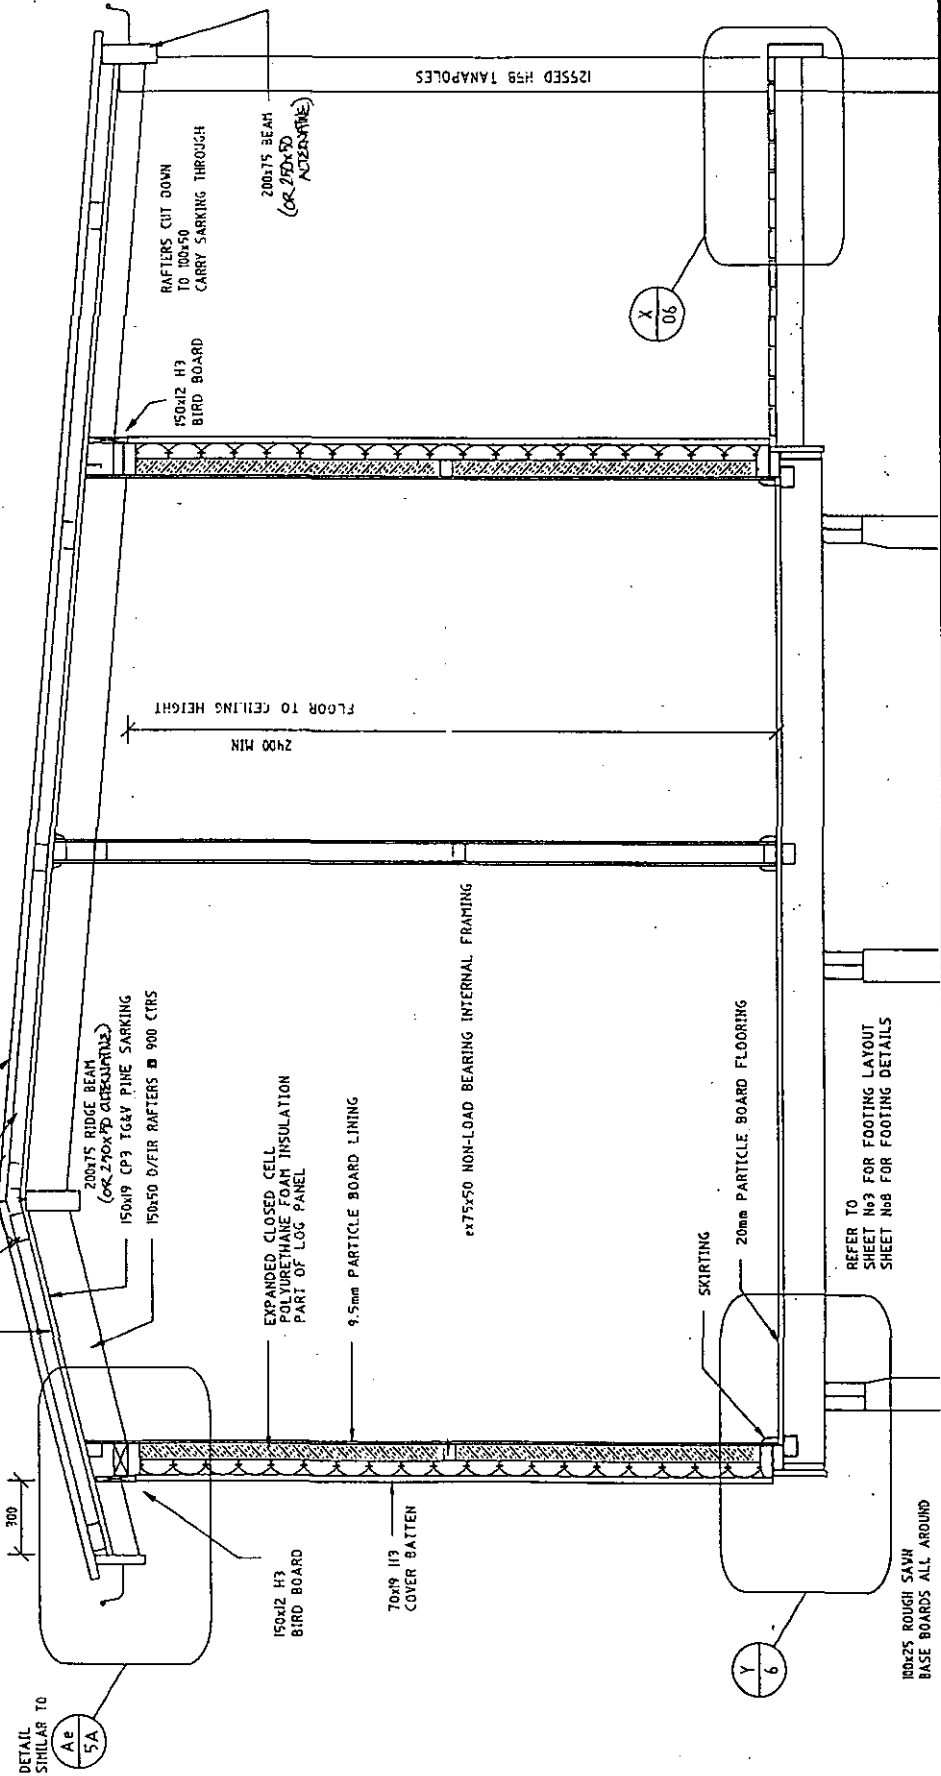 DETAIL
SIMILAR TO
Ae
5A
300
150x12 H3
BIRD BOARD
70x19 H3
COVER BATTEN
Y
6
100x25 ROUGH SAWN
BASE BOARDS ALL AROUND
200x75 RIDGE BEAM
(OR 290x50 ALTERNATIVE)
150x19 CP3 TG&V PINE SARKING
150x50 D/FIR RAFTERS @ 900 CTRS
EXPANDED CLOSED CELL
POLYURETHANE FOAM INSULATION
PART OF LOG PANEL
9.5mm PARTICLE BOARD LINING
ex75x50 NON-LOAD BEARING INTERNAL FRAMING
SKIRTING
20mm PARTICLE BOARD FLOORING
REFER TO
SHEET No3 FOR FOOTING LAYOUT
SHEET No8 FOR FOOTING DETAILS
2400 MIN
FLOOR TO CEILING HEIGHT
150x12 H3
BIRD BOARD
RAFTERS CUT DOWN
TO 100x50
CARRY SARKING THROUGH
200x75 BEAM
(OR 250x50
ALTERNATIVE)
X
06
125SED H5B TANAPOLES